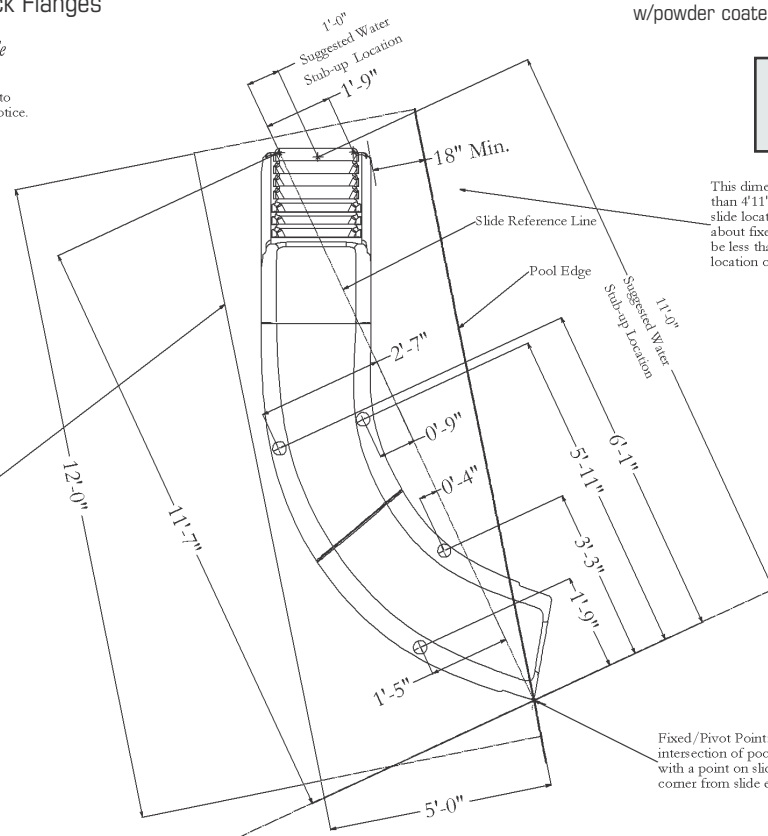 ck Flanges
w/powder coate
le
to
otice.
1'-0"
Suggested Water
Stub-up Location
1'-9"
18" Min.
This dime
than 4'11"
slide locat
about fixe
be less tha
location o
Slide Reference Line
Pool Edge
11'-0"
Suggested Water
Stub-up Location
2'-7"
0'-9"
0'-4"
12'-0"
11'-7"
6'-1"
5'-11"
3'-3"
1'-9"
1'-5"
5'-0"
Fixed/Pivot Point:
intersection of poo
with a point on slid
corner from slide e